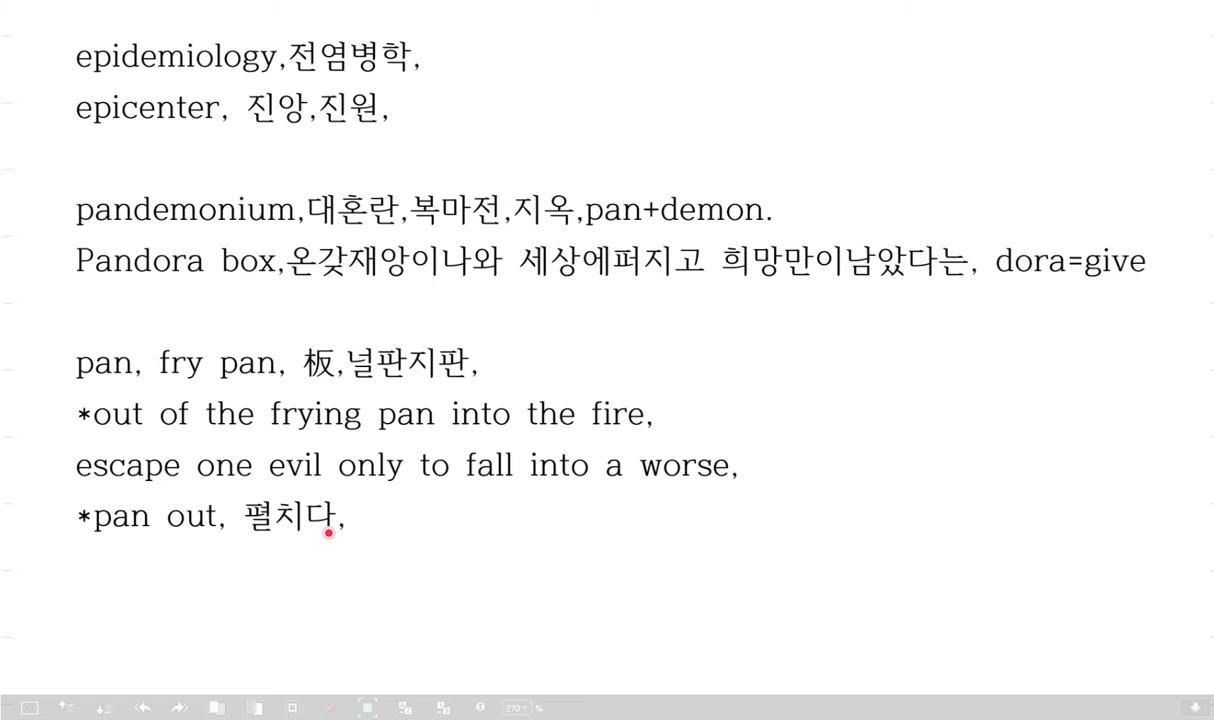 epidemiology,전염병학,
epicenter, 진앙,진원,
pandemonium,대혼란,복마전,지옥,pan+demon.
Pandora box,온갖재앙이나와 세상에퍼지고 희망만이남았다는, dora=give
pan, fry pan, 板,널판지판,
*out of the frying pan into the fire,
escape one evil only to fall into a worse,
*pan out, 펼치다,
270 %